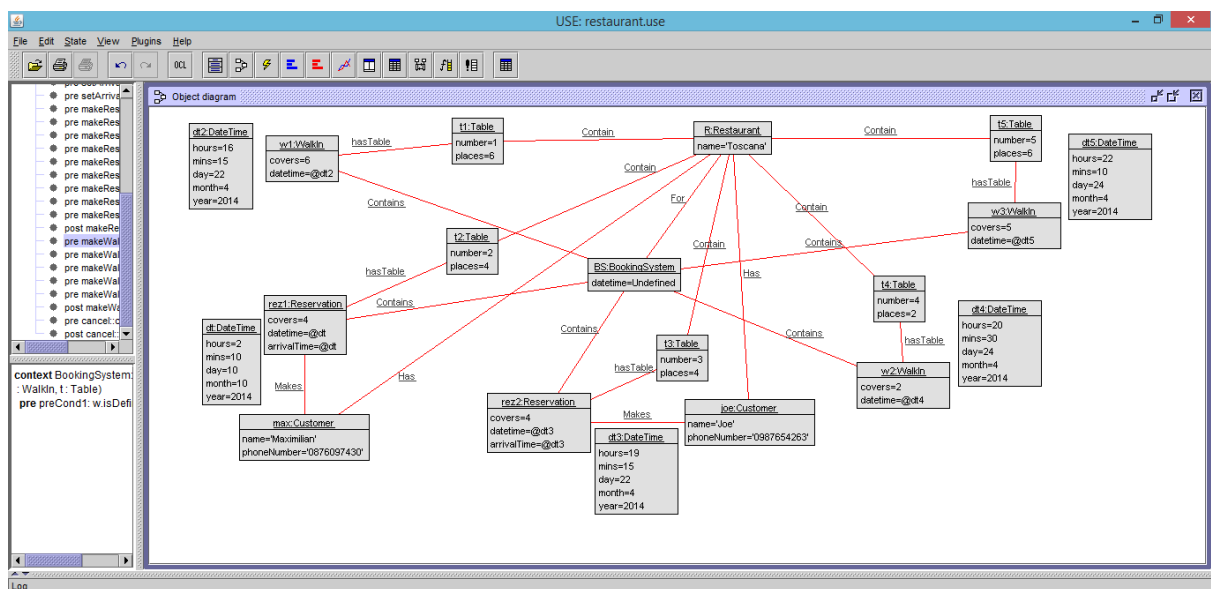 USE: restaurant.use
File Edit State View Plugins Help
OCL
pre setArriva
pre makeRes
pre makeRes
pre makeRes
pre makeRes
pre makeRes
pre makeRes
pre makeRes
pre makeRes
pre makeRes
post makeRe
pre makeWal
pre makeWal
pre makeWal
pre makeWal
pre makeWal
post makeWa
pre cancel::c
post cancel::
context BookingSystem:
: WalkIn, t : Table)
pre preCond1: w.isDefi
Log
Object diagram
dt2:DateTime
hours=16
mins=15
day=22
month=4
year=2014
w1:WalkIn
covers=6
datetime=@dt2
hasTable
t1:Table
number=1
places=6
Contain
R:Restaurant
name='Toscana'
Contain
t5:Table
number=5
places=6
dt5:DateTime
hours=22
mins=10
day=24
month=4
year=2014
hasTable
w3:WalkIn
covers=5
datetime=@dt5
Contain
For
Contains
Contain
t2:Table
number=2
places=4
Contain
Contains
hasTable
BS:BookingSystem
datetime=Undefined
Has
t4:Table
number=4
places=2
rez1:Reservation
covers=4
datetime=@dt
arrivalTime=@dt
Contains
dt:DateTime
hours=2
mins=10
day=10
month=10
year=2014
Contains
Contains
hasTable
dt4:DateTime
hours=20
mins=30
day=24
month=4
year=2014
t3:Table
number=3
places=4
hasTable
w2:WalkIn
covers=2
datetime=@dt4
Makes
Has
max:Customer
name='Maximilian'
phoneNumber='0876097430'
rez2:Reservation
covers=4
datetime=@dt3
arrivalTime=@dt3
Makes
joe:Customer
name='Joe'
phoneNumber='0987654263'
dt3:DateTime
hours=19
mins=15
day=22
month=4
year=2014